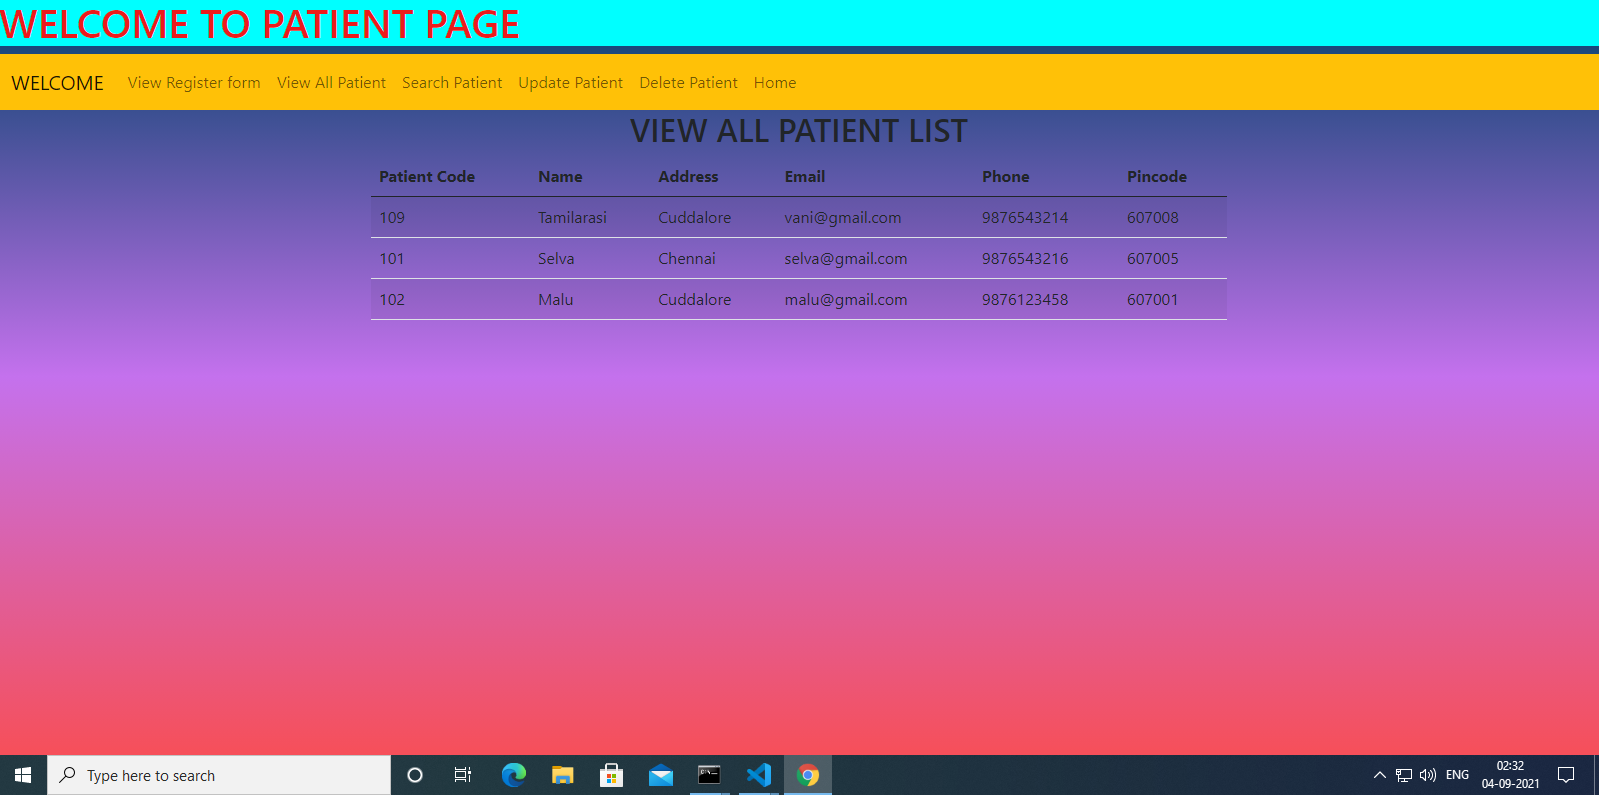 WELCOME TO PATIENT PAGE
WELCOME View Register form View All Patient Search Patient Update Patient Delete Patient Home
VIEW ALL PATIENT LIST
Patient Code Name Address Email Phone Pincode
109 Tamilarasi Cuddalore vani@gmail.com 9876543214 607008
101 Selva Chennai selva@gmail.com 9876543216 607005
102 Malu Cuddalore malu@gmail.com 9876123458 607001
Type here to search
ENG
02:32
04-09-2021